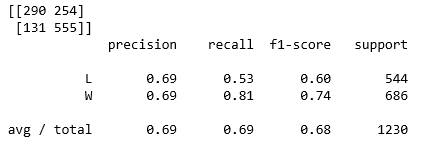 [[290 254]
[131 555]]
precision recall f1-score support
L 0.69 0.53 0.60 544
W 0.69 0.81 0.74 686
avg / total 0.69 0.69 0.68 1230